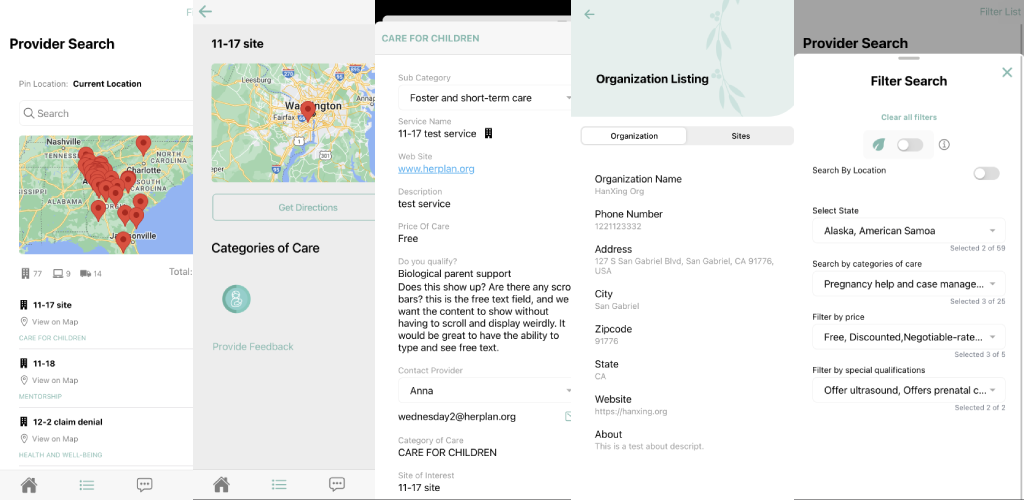 Fi
Provider Search
Pin Location: Current Location
Search
Nashville
TENNESSE
NORTH
CAROLINA
Charlotte
SOUTH
CAROLINA
SISSIPPI
ALABAMA
Jacksonville
77
9
14
Total:
11-17 site
View on Map
CARE FOR CHILDREN
11-18
View on Map
MENTORSHIP
12-2 claim denial
View on Map
HEALTH AND WELL-BEING
11-17 site
Leesburg
270
95
Washington
Annap
Fairfax
66
1
301
95
eper
Get Directions
Categories of Care
Provide Feedback
CARE FOR CHILDREN
Sub Category
Foster and short-term care
Service Name
11-17 test service
Web Site
www.herplan.org
Description
test service
Price Of Care
Free
Do you qualify?
Biological parent support
Does this show up? Are there any scro
bars? this is the free text field, and we
want the content to show without
having to scroll and display weirdly. It
would be great to have the ability to
type and see free text.
Contact Provider
Anna
wednesday2@herplan.org
Category of Care
CARE FOR CHILDREN
Site of Interest
11-17 site
Organization Listing
Organization
Sites
Organization Name
HanXing Org
Phone Number
1221123332
Address
127 S San Gabriel Blvd, San Gabriel, CA 91776,
USA
City
San Gabriel
Zipcode
91776
State
CA
Website
https://hanxing.org
About
This is a test about descript.
Filter List
Provider Search
Filter Search
Clear all filters
Search By Location
Select State
Alaska, American Samoa
Selected 2 of 59
Search by categories of care
Pregnancy help and case manage...
Selected 3 of 25
Filter by price
Free, Discounted,Negotiable-rate...
Selected 3 of 5
Filter by special qualifications
Offer ultrasound, Offers prenatal c...
Selected 2 of 2